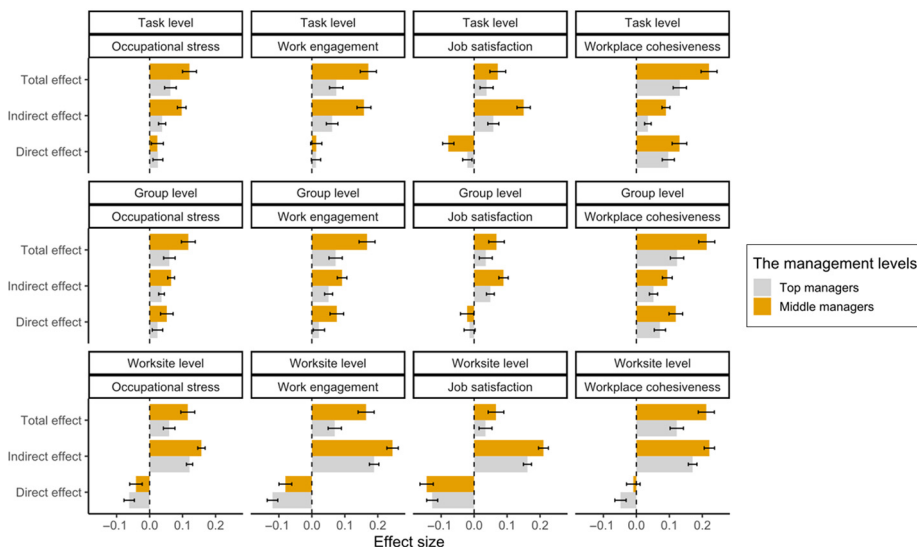 Task level Task level Task level Task level
Occupational stress Work engagement Job satisfaction Workplace cohesiveness
Total effect
Indirect effect
Direct effect
Group level Group level Group level Group level
Occupational stress Work engagement Job satisfaction Workplace cohesiveness
Total effect
Indirect effect
Direct effect
The management levels
Top managers
Middle managers
Worksite level Worksite level Worksite level Worksite level
Occupational stress Work engagement Job satisfaction Workplace cohesiveness
Total effect
Indirect effect
Direct effect
−0.1 0.0 0.1 0.2 −0.1 0.0 0.1 0.2 −0.1 0.0 0.1 0.2 −0.1 0.0 0.1 0.2
Effect size